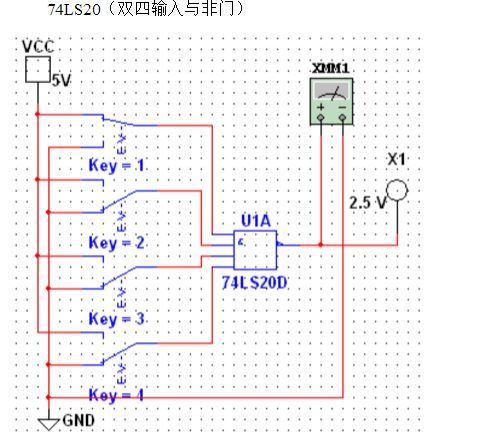 74LS20（双四输入与非门）
VCC
5V
XMM1
Key = 1
X1
2.5 V
U1A
Key = 2
74LS20D
Key = 3
Key = 4
GND